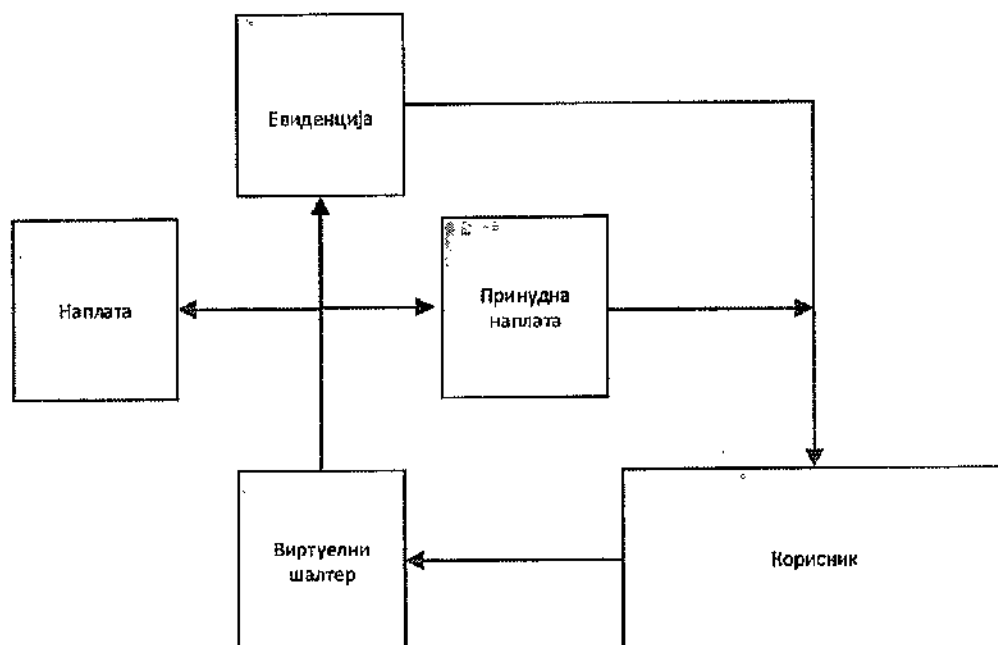 Евиденција
Наплата
Принудна
наплата
Виртуелни
шалтер
Корисник